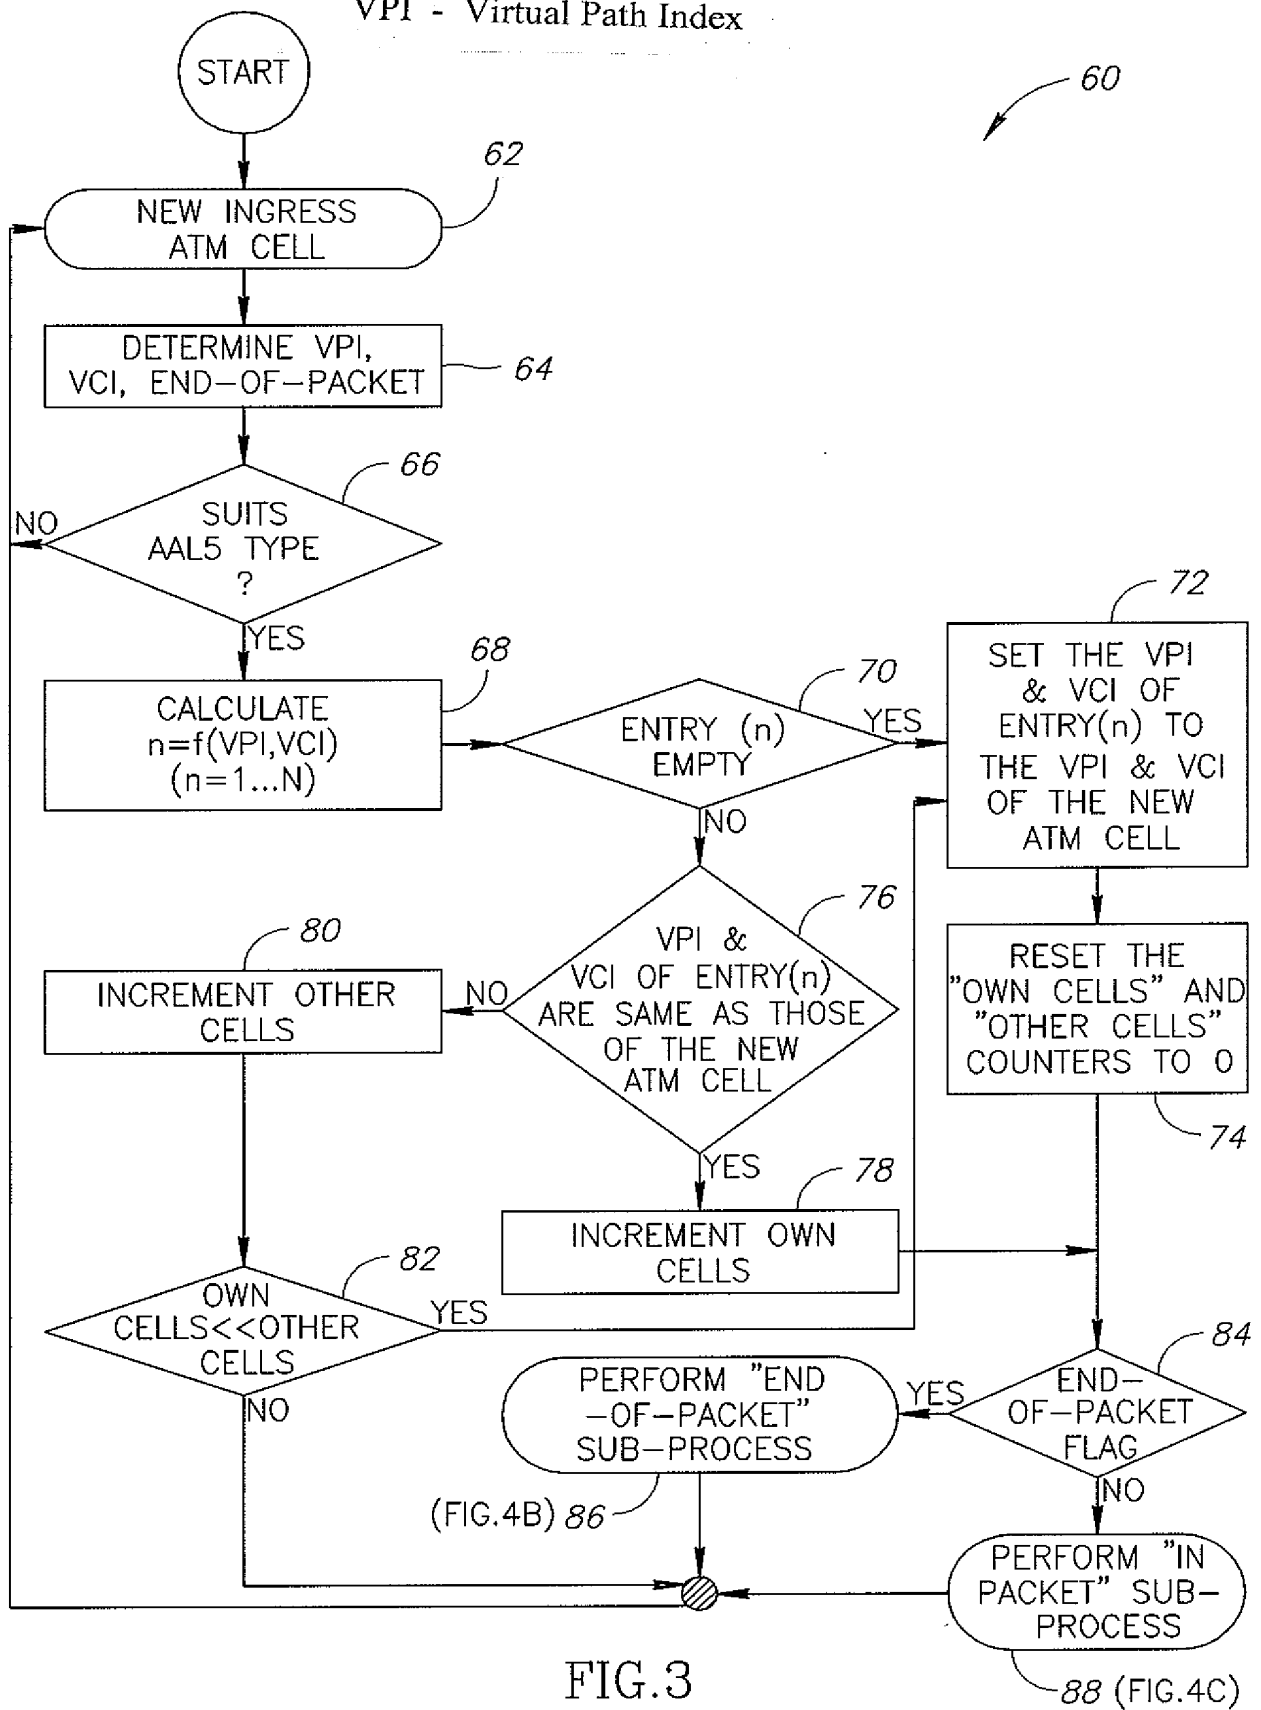 VPI - Virtual Path Index
START
60
62
NEW INGRESS
ATM CELL
DETERMINE VPI,
VCI, END-OF-PACKET
64
66
SUITS
AAL5 TYPE
?
NO
YES
68
CALCULATE
n=f(VPI,VCI)
(n=1...N)
70
ENTRY (n)
EMPTY
YES
NO
72
SET THE VPI
& VCI OF
ENTRY(n) TO
THE VPI & VCI
OF THE NEW
ATM CELL
76
VPI &
VCI OF ENTRY(n)
ARE SAME AS THOSE
OF THE NEW
ATM CELL
NO
YES
80
INCREMENT OTHER
CELLS
RESET THE
"OWN CELLS" AND
"OTHER CELLS"
COUNTERS TO 0
74
78
INCREMENT OWN
CELLS
82
OWN
CELLS<<OTHER
CELLS
YES
NO
84
END-
OF-PACKET
FLAG
YES
NO
PERFORM "END
-OF-PACKET"
SUB-PROCESS
(FIG.4B) 86
PERFORM "IN
PACKET" SUB-
PROCESS
88 (FIG.4C)
FIG.3